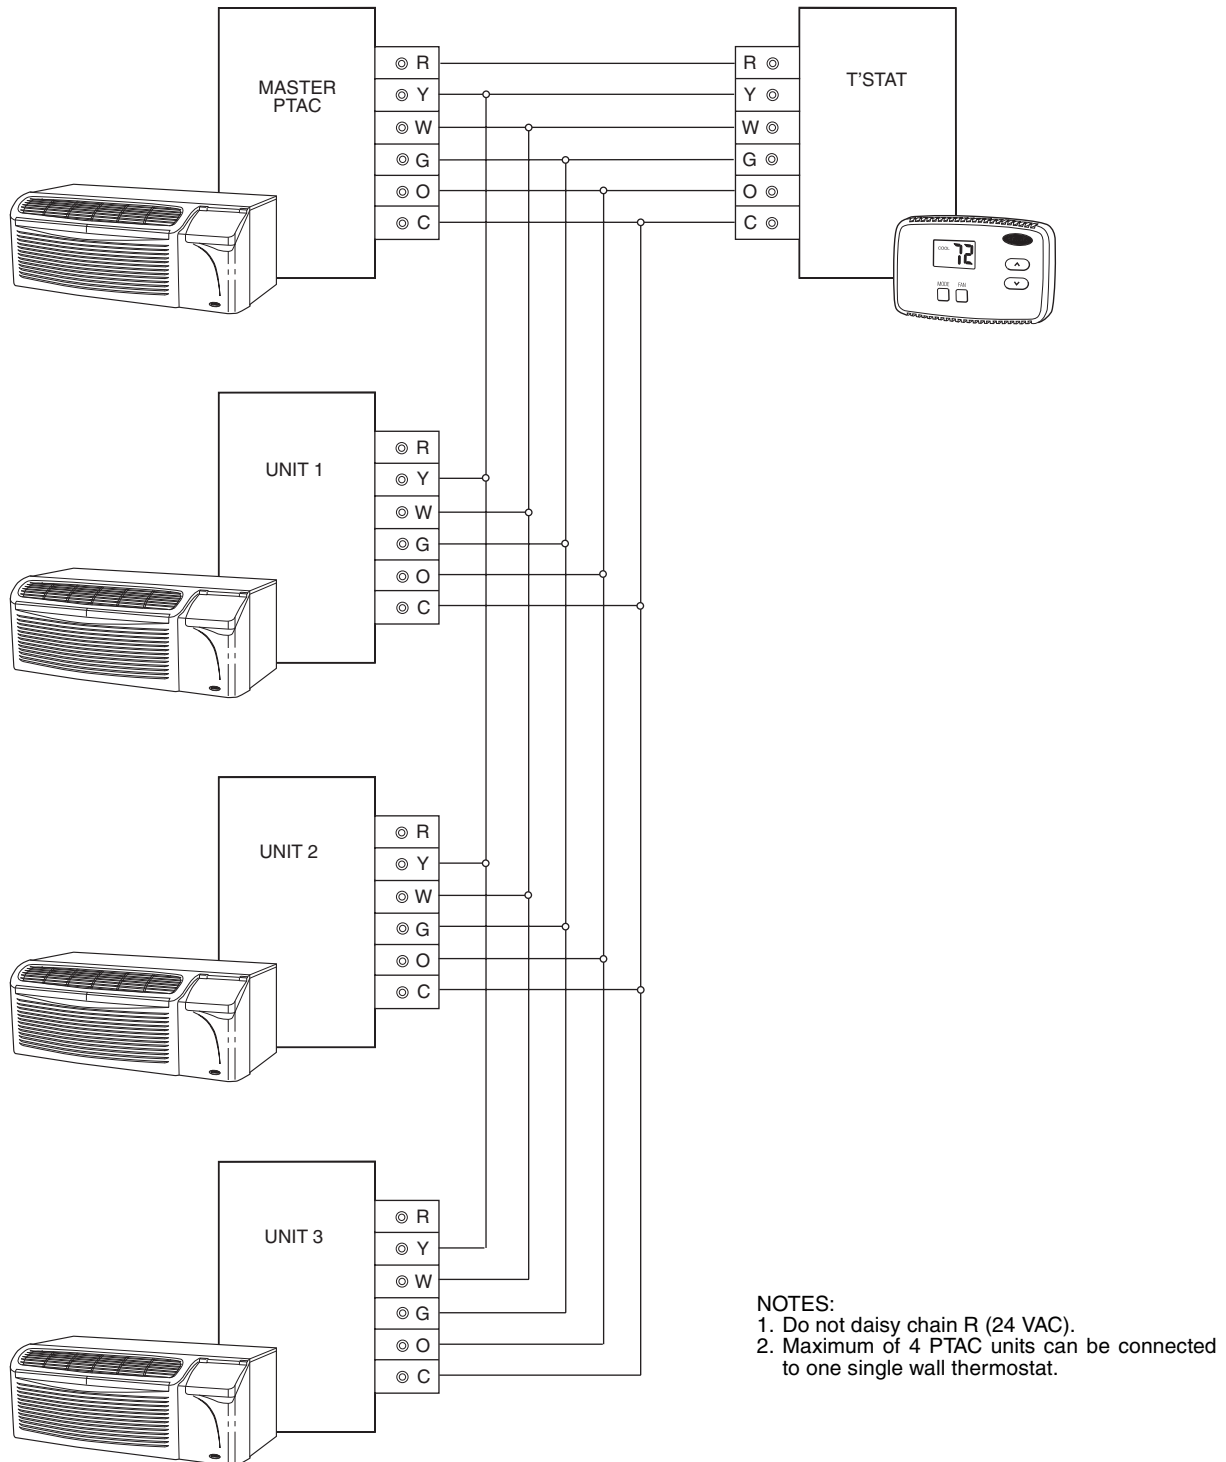 MASTER
PTAC
R
Y
W
G
O
C
R
Y
W
G
O
C
T'STAT
COOL 72
MODE FAN
UNIT 1
R
Y
W
G
O
C
UNIT 2
R
Y
W
G
O
C
UNIT 3
R
Y
W
G
O
C
NOTES:
1. Do not daisy chain R (24 VAC).
2. Maximum of 4 PTAC units can be connected
to one single wall thermostat.